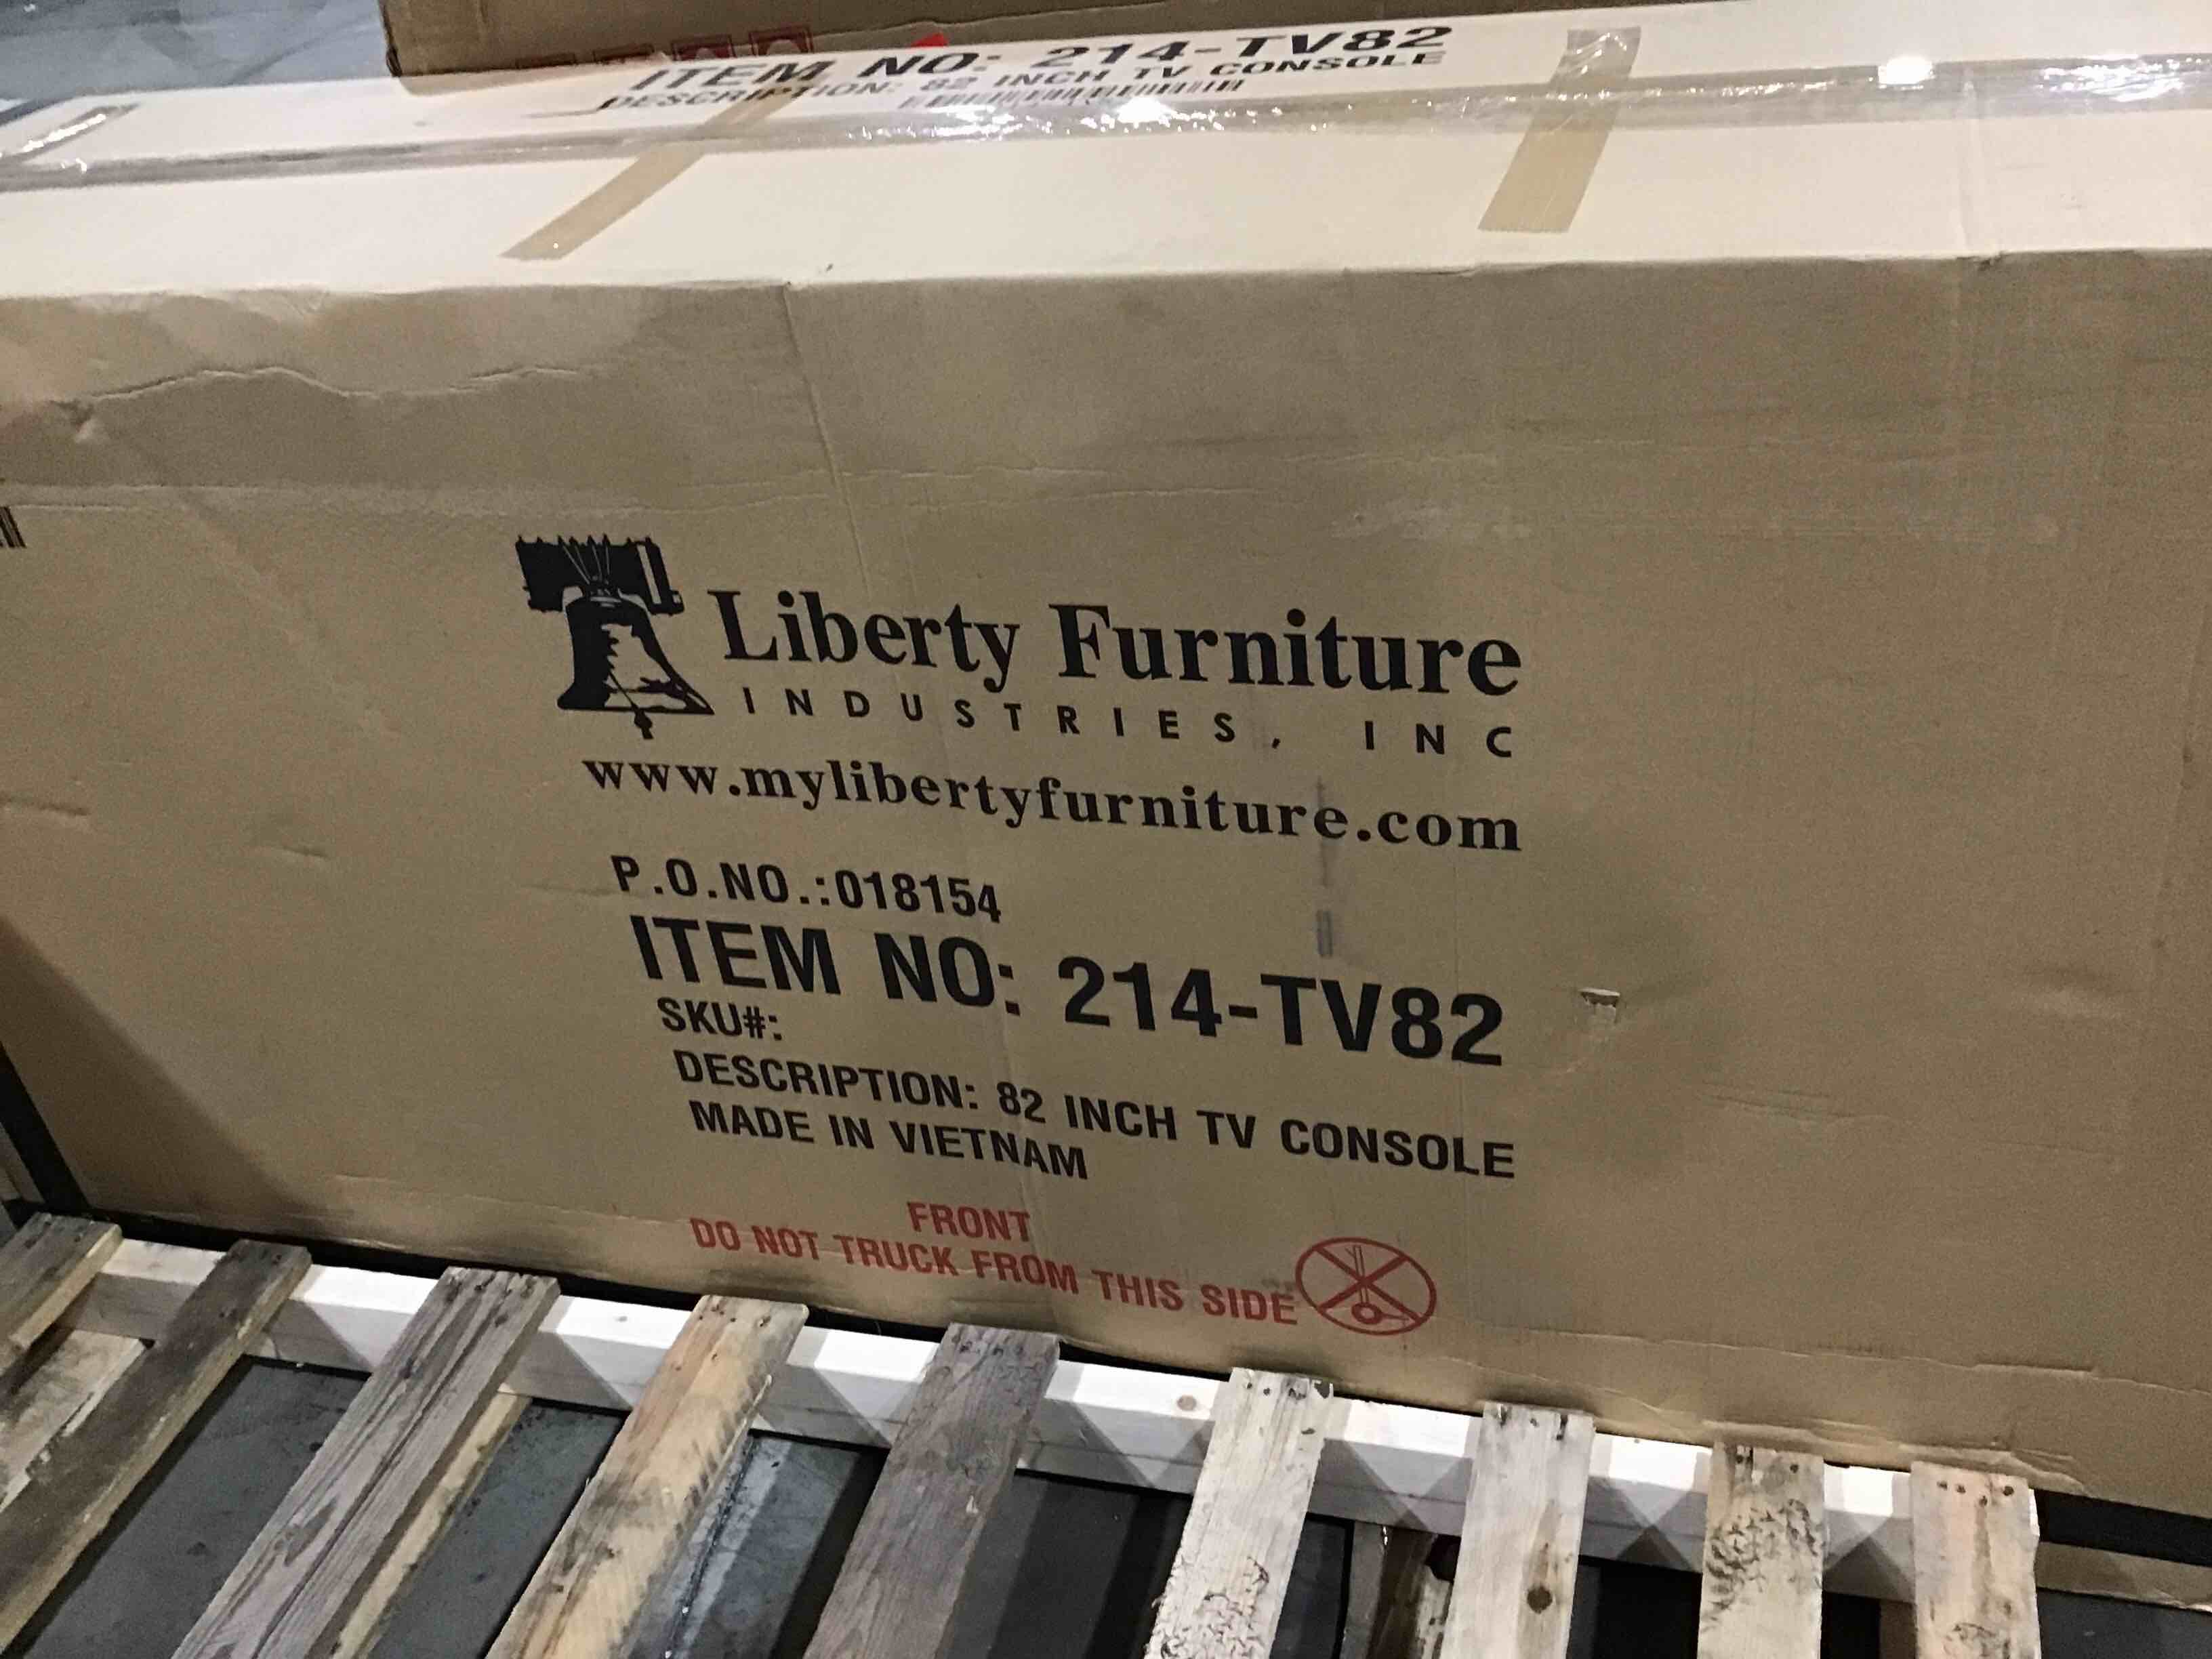 ITEM NO: 214-TV82
DESCRIPTION: 82 INCH TV CONSOLE
Liberty Furniture
INDUSTRIES, INC
www.mylibertyfurniture.com
P.O.NO.:018154
ITEM NO: 214-TV82
SKU#:
DESCRIPTION: 82 INCH TV CONSOLE
MADE IN VIETNAM
FRONT
DO NOT TRUCK FROM THIS SIDE